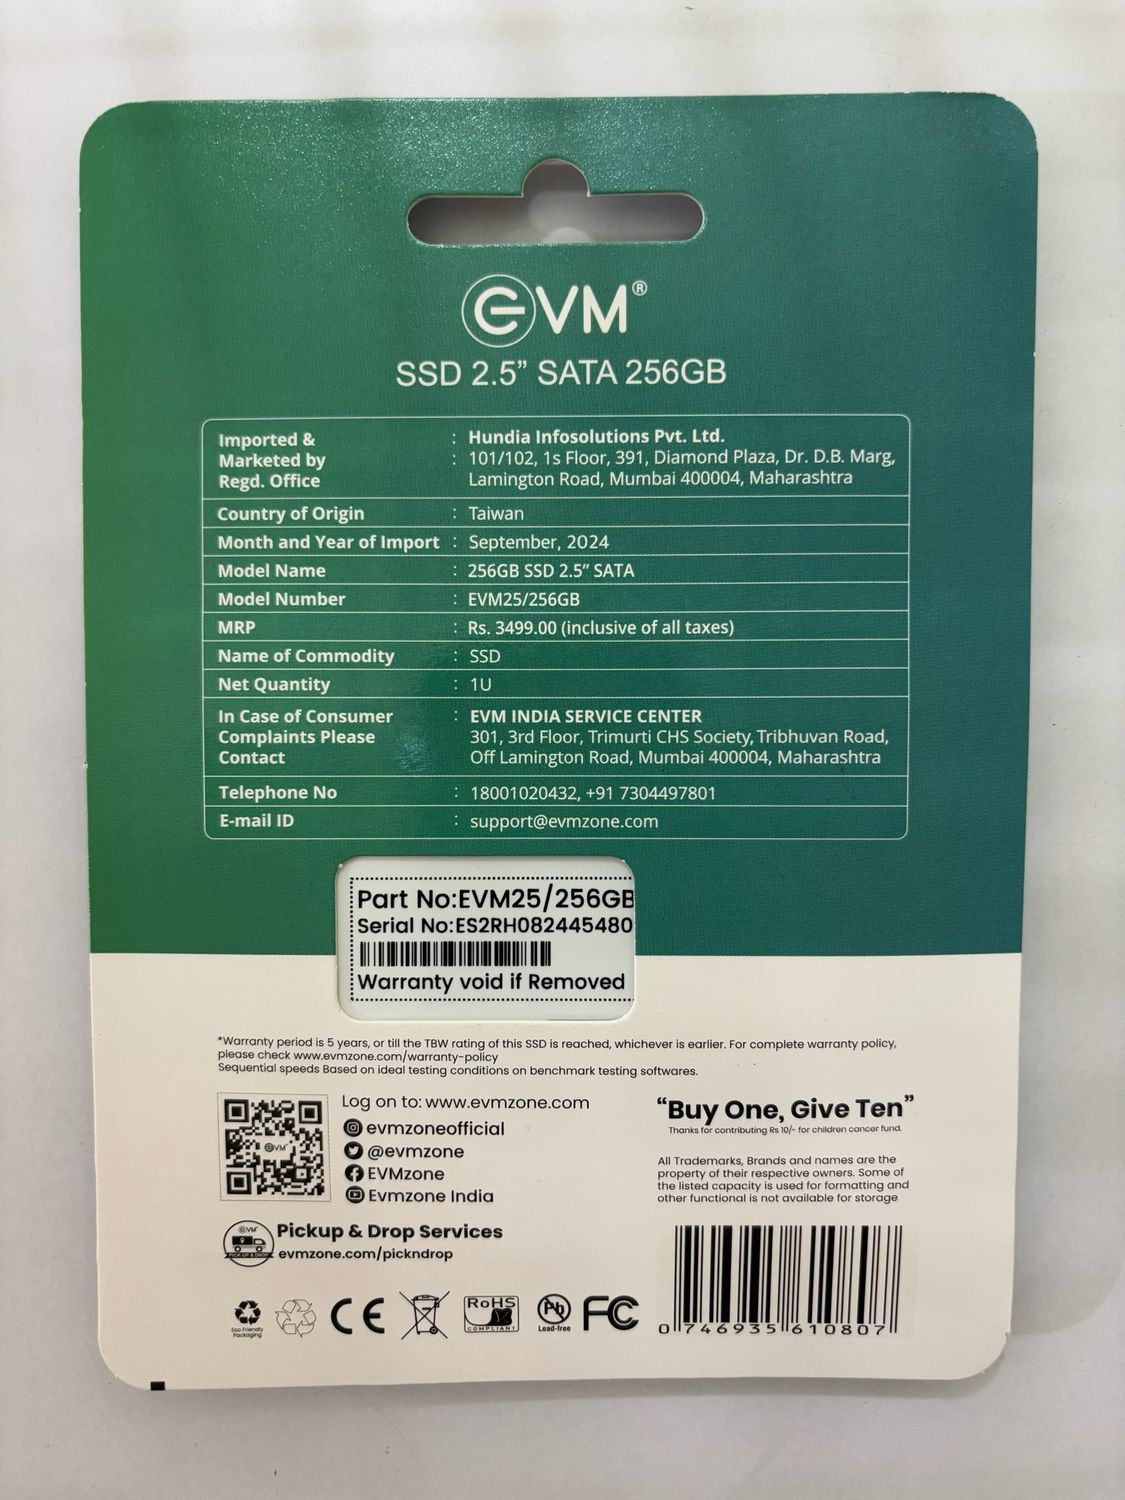 EVM®
SSD 2.5” SATA 256GB
Imported & : Hundia Infosolutions Pvt. Ltd.
Marketed by : 101/102, 1s Floor, 391, Diamond Plaza, Dr. D.B. Marg,
Regd. Office Lamington Road, Mumbai 400004, Maharashtra
Country of Origin : Taiwan
Month and Year of Import : September, 2024
Model Name : 256GB SSD 2.5” SATA
Model Number : EVM25/256GB
MRP : Rs. 3499.00 (inclusive of all taxes)
Name of Commodity : SSD
Net Quantity : 1U
In Case of Consumer : EVM INDIA SERVICE CENTER
Complaints Please 301, 3rd Floor, Trimurti CHS Society, Tribhuvan Road,
Contact Off Lamington Road, Mumbai 400004, Maharashtra
Telephone No : 18001020432, +91 7304497801
E-mail ID : support@evmzone.com
Part No:EVM25/256GB
Serial No:ES2RH082445480
Warranty void if Removed
*Warranty period is 5 years, or till the TBW rating of this SSD is reached, whichever is earlier. For complete warranty policy,
please check www.evmzone.com/warranty-policy
Sequential speeds Based on ideal testing conditions on benchmark testing softwares.
EVM
Log on to: www.evmzone.com
evmzoneofficial
@evmzone
EVMzone
Evmzone India
“Buy One, Give Ten”
Thanks for contributing Rs 10/- for children cancer fund.
All Trademarks, Brands and names are the
property of their respective owners. Some of
the listed capacity is used for formatting and
other functional is not available for storage
EVM
PICK UP & DROP
Pickup & Drop Services
evmzone.com/pickndrop
Eco Friendly
Packaging
CE
RoHS
COMPLIANT
Pb
Lead-free
FC
0 746935 610807